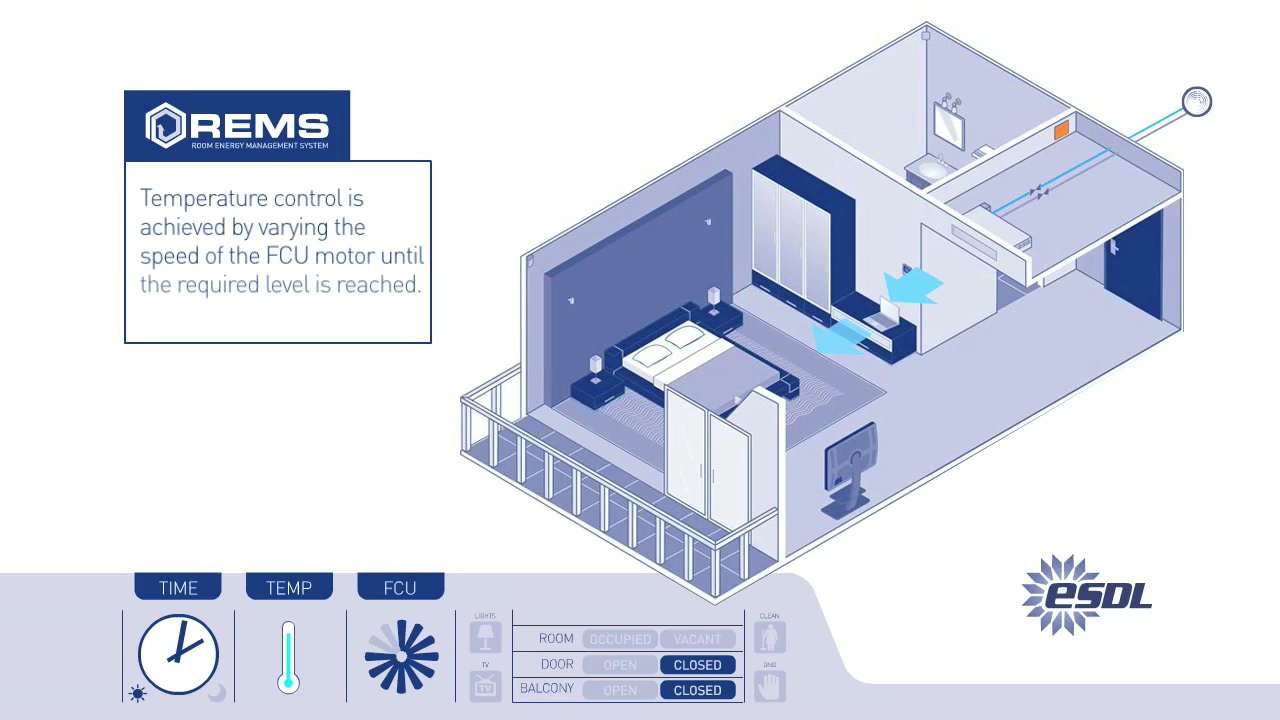 REMS
ROOM ENERGY MANAGEMENT SYSTEM
Temperature control is
achieved by varying the
speed of the FCU motor until
the required level is reached.
TIME
TEMP
FCU
LIGHTS
TV
TV
ROOM OCCUPIED VACANT
DOOR OPEN CLOSED
BALCONY OPEN CLOSED
CLEAN
DND
eSDL